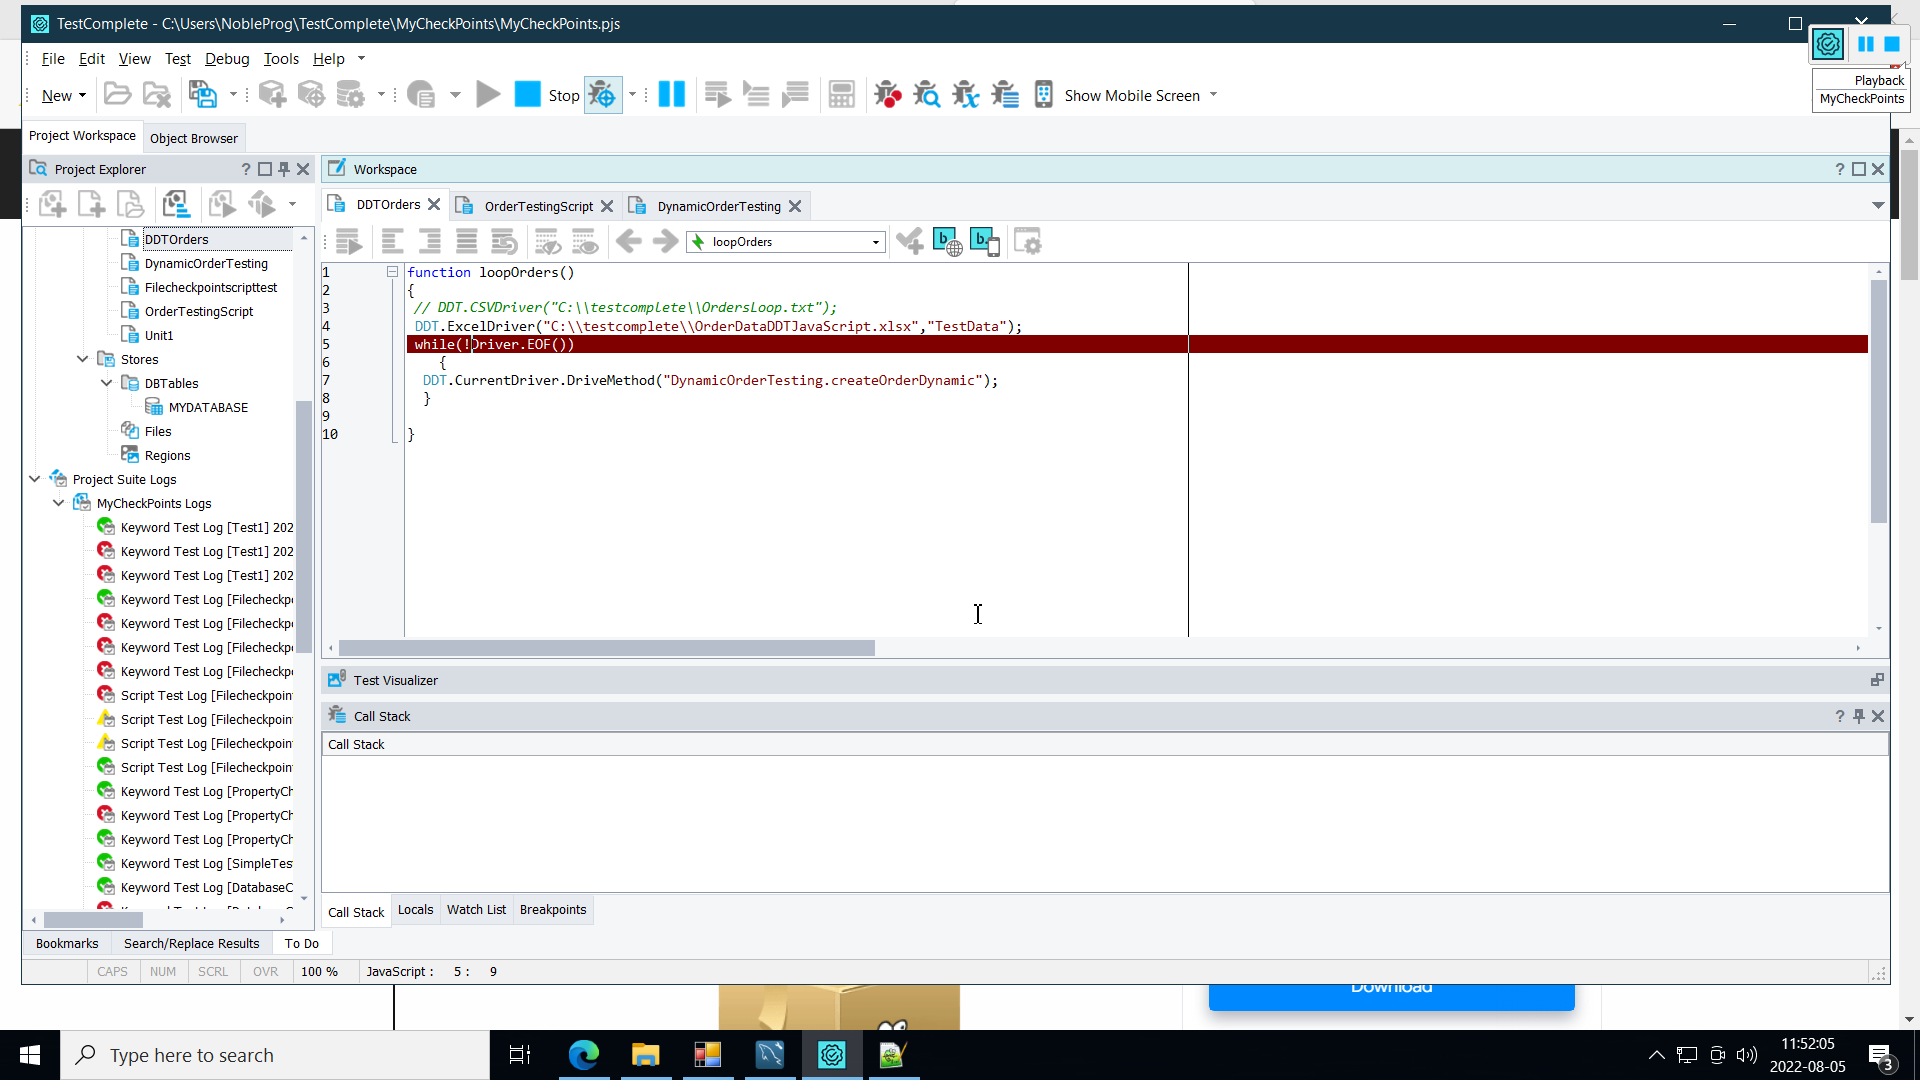 TestComplete - C:\Users\NobleProg\TestComplete\MyCheckPoints\MyCheckPoints.pjs
File Edit View Test Debug Tools Help
New Stop Show Mobile Screen
Playback
MyCheckPoints
Project Workspace Object Browser
Project Explorer
Workspace
DDTOrders OrderTestingScript DynamicOrderTesting
loopOrders
DDTOrders
DynamicOrderTesting
Filecheckpointscripttest
OrderTestingScript
Unit1
Stores
DBTables
MYDATABASE
Files
Regions
Project Suite Logs
MyCheckPoints Logs
Keyword Test Log [Test1] 202
Keyword Test Log [Test1] 202
Keyword Test Log [Test1] 202
Keyword Test Log [Filecheckp
Keyword Test Log [Filecheckp
Keyword Test Log [Filecheckp
Keyword Test Log [Filecheckp
Script Test Log [Filecheckpoin
Script Test Log [Filecheckpoin
Script Test Log [Filecheckpoin
Script Test Log [Filecheckpoin
Keyword Test Log [PropertyCh
Keyword Test Log [PropertyCh
Keyword Test Log [PropertyCh
Keyword Test Log [SimpleTes
Keyword Test Log [DatabaseC
1 function loopOrders()
2 {
3 // DDT.CSVDriver("C:\\testcomplete\\OrdersLoop.txt");
4 DDT.ExcelDriver("C:\\testcomplete\\OrderDataDDTJavaScript.xlsx","TestData");
5 while(!Driver.EOF())
6 {
7 DDT.CurrentDriver.DriveMethod("DynamicOrderTesting.createOrderDynamic");
8 }
9
10 }
Test Visualizer
Call Stack
Call Stack
Call Stack Locals Watch List Breakpoints
Bookmarks Search/Replace Results To Do
CAPS NUM SCRL OVR 100 % JavaScript : 5 : 9
Download
Type here to search
11:52:05
2022-08-05
3